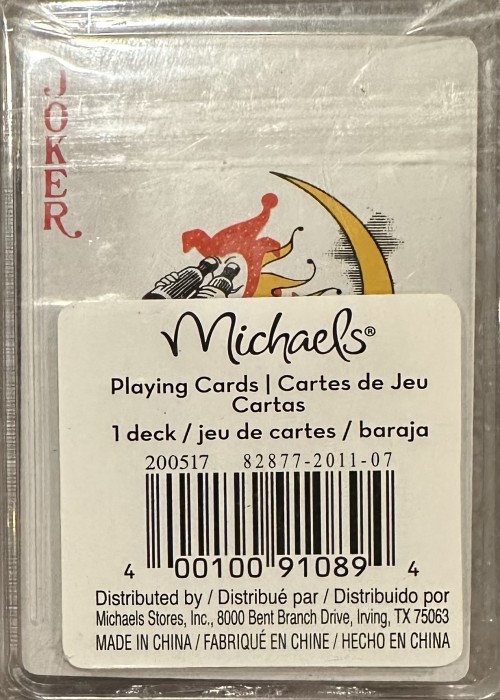 JOKER
Michaels®
Playing Cards | Cartes de Jeu
Cartas
1 deck / jeu de cartes / baraja
200517 82877-2011-07
4 00100 91089 4
Distributed by / Distribué par / Distribuido por
Michaels Stores, Inc., 8000 Bent Branch Drive, Irving, TX 75063
MADE IN CHINA / FABRIQUÉ EN CHINE / HECHO EN CHINA